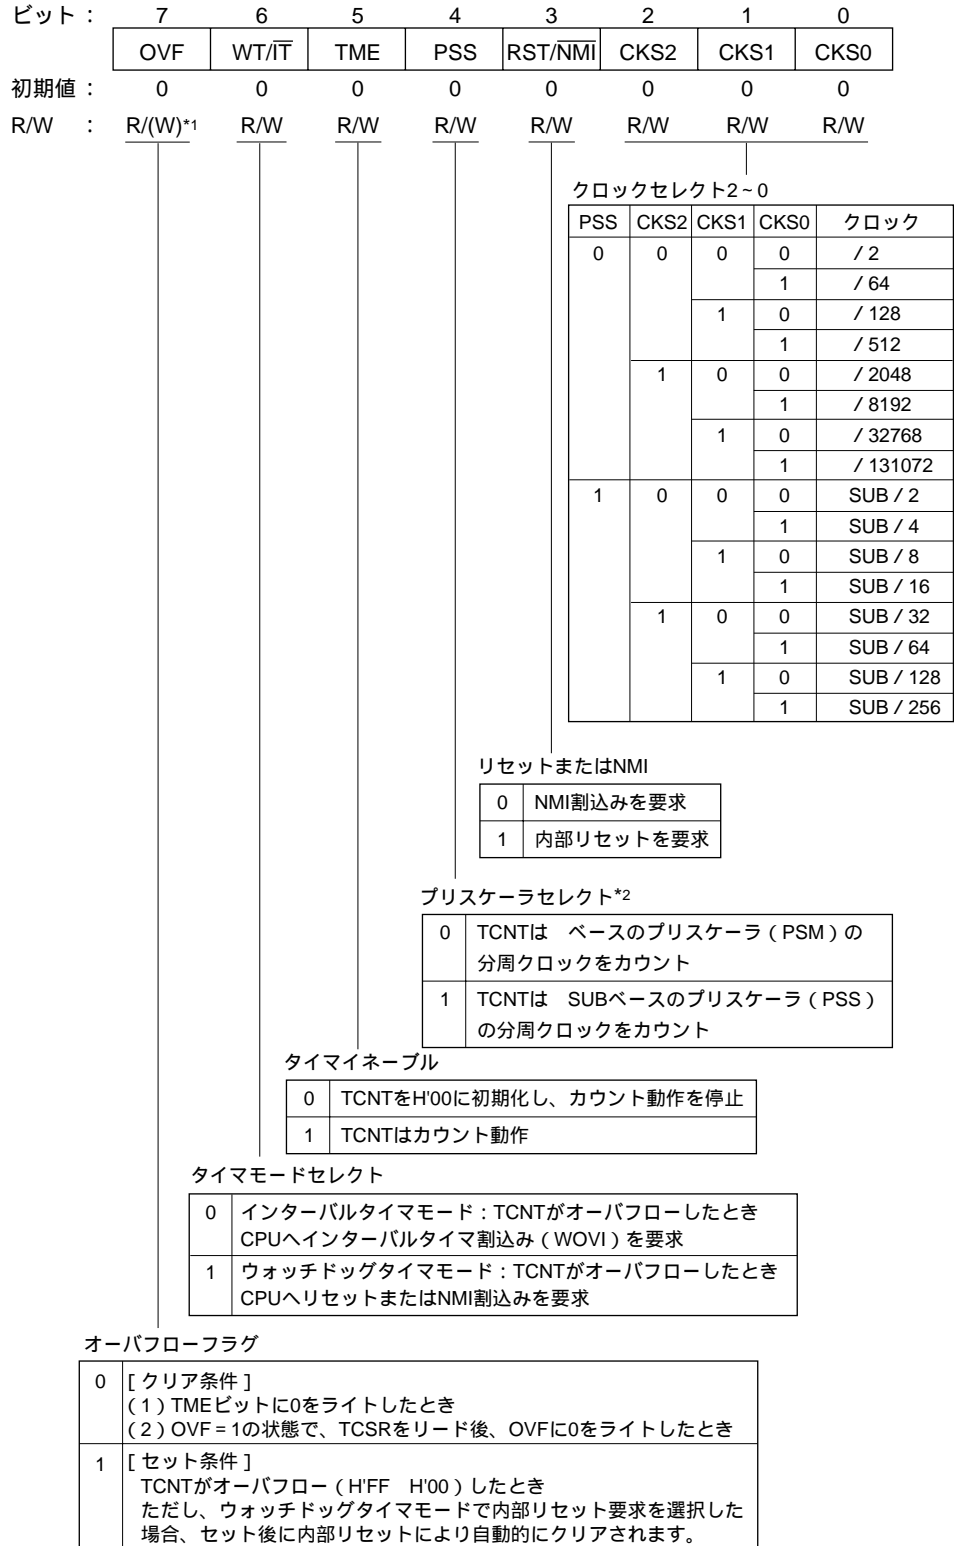 ビット： 7 6 5 4 3 2 1 0
OVF WT/IT TME PSS RST/NMI CKS2 CKS1 CKS0
初期値： 0 0 0 0 0 0 0 0
R/W ： R/(W)*1 R/W R/W R/W R/W R/W R/W R/W
クロックセレクト2～0
PSS CKS2 CKS1 CKS0 クロック
0 0 0 0 / 2
1 / 64
1 0 / 128
1 / 512
1 0 0 / 2048
1 / 8192
1 0 / 32768
1 / 131072
1 0 0 0 SUB / 2
1 SUB / 4
1 0 SUB / 8
1 SUB / 16
1 0 0 SUB / 32
1 SUB / 64
1 0 SUB / 128
1 SUB / 256
リセットまたはNMI
0 NMI割込みを要求
1 内部リセットを要求
プリスケーラセレクト*2
0 TCNTは ベースのプリスケーラ（PSM）の
分周クロックをカウント
1 TCNTは SUBベースのプリスケーラ（PSS）
の分周クロックをカウント
タイマイネーブル
0 TCNTをH'00に初期化し、カウント動作を停止
1 TCNTはカウント動作
タイマモードセレクト
0 インターバルタイマモード：TCNTがオーバフローしたとき
CPUへインターバルタイマ割込み（WOVI）を要求
1 ウォッチドッグタイマモード：TCNTがオーバフローしたとき
CPUへリセットまたはNMI割込みを要求
オーバフローフラグ
0 [クリア条件]
（1）TMEビットに0をライトしたとき
（2）OVF = 1の状態で、TCSRをリード後、OVFに0をライトしたとき
1 [セット条件]
TCNTがオーバフロー（H'FF H'00）したとき
ただし、ウォッチドッグタイマモードで内部リセット要求を選択した
場合、セット後に内部リセットにより自動的にクリアされます。